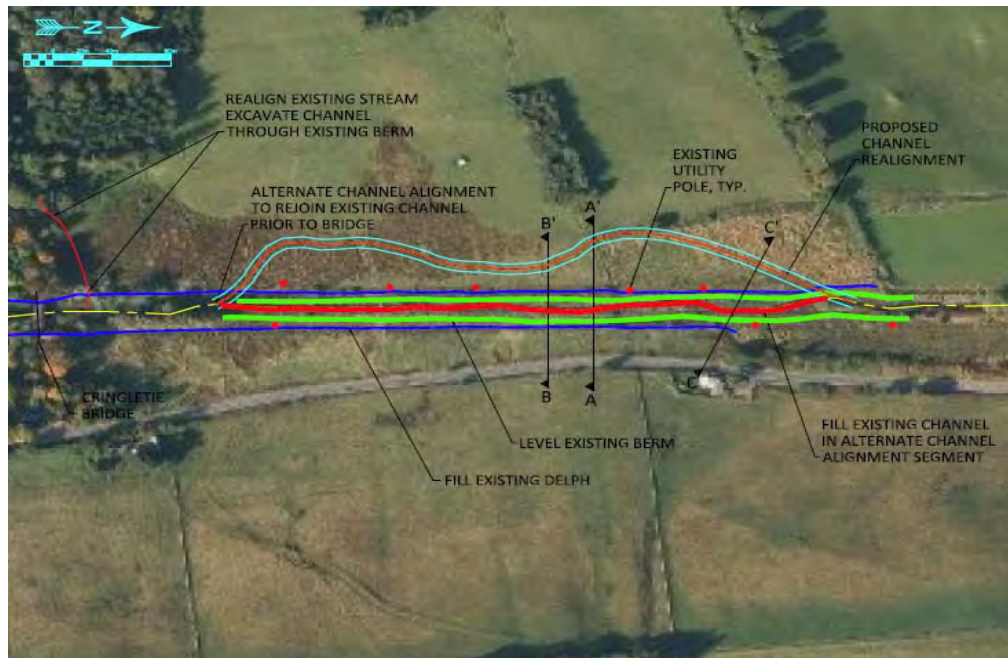 N
REALIGN EXISTING STREAM
EXCAVATE CHANNEL
THROUGH EXISTING BERM
ALTERNATE CHANNEL ALIGNMENT
TO REJOIN EXISTING CHANNEL
PRIOR TO BRIDGE
EXISTING
UTILITY
POLE, TYP.
PROPOSED
CHANNEL
REALIGNMENT
B'
A'
C'
CRINGLETIE
BRIDGE
B
A
C
LEVEL EXISTING BERM
FILL EXISTING DELPH
FILL EXISTING CHANNEL
IN ALTERNATE CHANNEL
ALIGNMENT SEGMENT